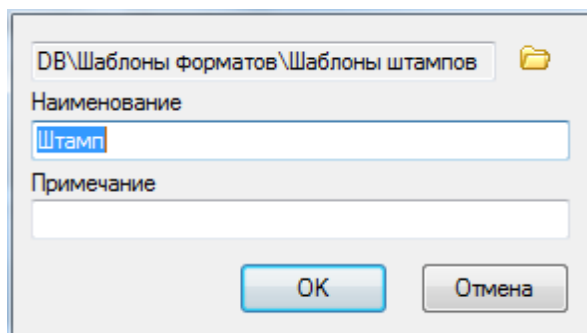 DB\Шаблоны форматов\Шаблоны штампов
Наименование
Штамп
Примечание
OK
Отмена